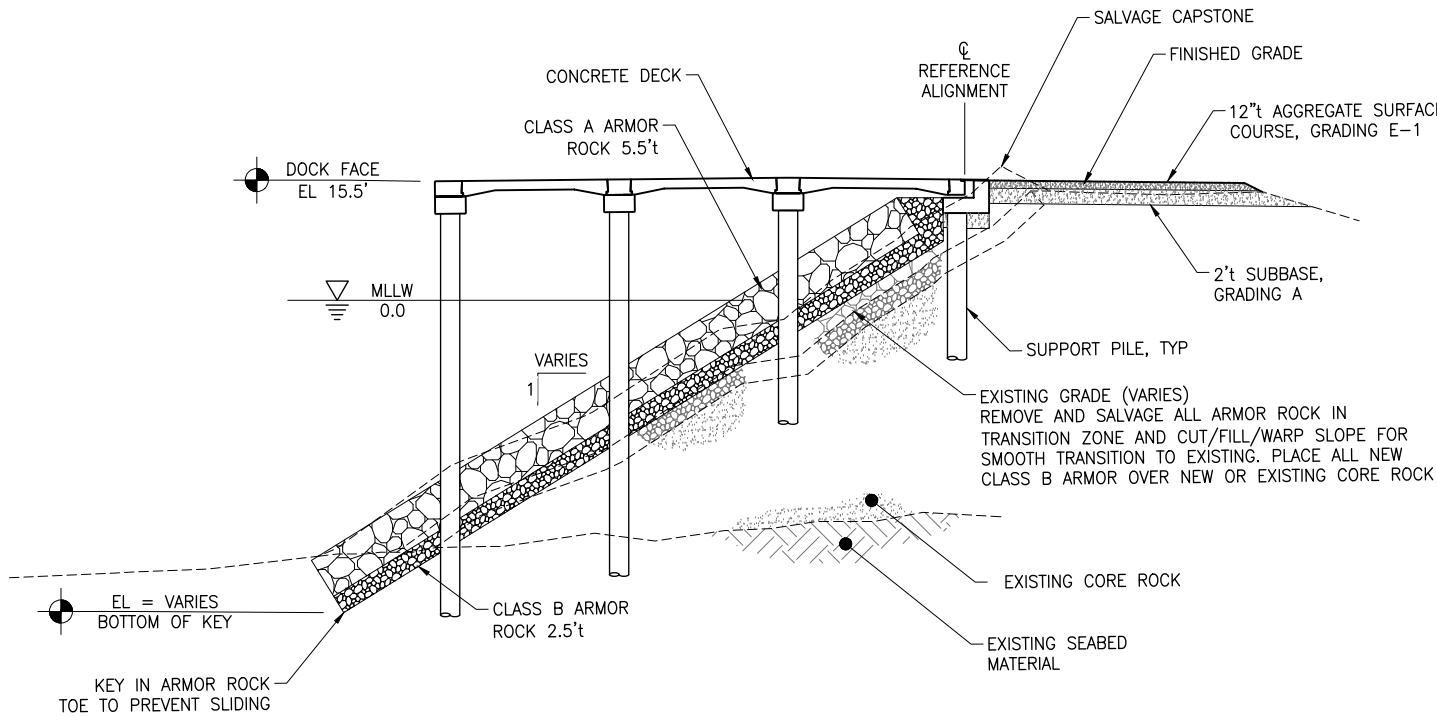 SALVAGE CAPSTONE
℄
REFERENCE
ALIGNMENT
FINISHED GRADE
CONCRETE DECK
12"t AGGREGATE SURFAC
COURSE, GRADING E-1
CLASS A ARMOR
ROCK 5.5't
DOCK FACE
EL 15.5'
2't SUBBASE,
GRADING A
MLLW
0.0
SUPPORT PILE, TYP
VARIES
1
EXISTING GRADE (VARIES)
REMOVE AND SALVAGE ALL ARMOR ROCK IN
TRANSITION ZONE AND CUT/FILL/WARP SLOPE FOR
SMOOTH TRANSITION TO EXISTING. PLACE ALL NEW
CLASS B ARMOR OVER NEW OR EXISTING CORE ROCK
EXISTING CORE ROCK
EL = VARIES
BOTTOM OF KEY
CLASS B ARMOR
ROCK 2.5't
EXISTING SEABED
MATERIAL
KEY IN ARMOR ROCK
TOE TO PREVENT SLIDING